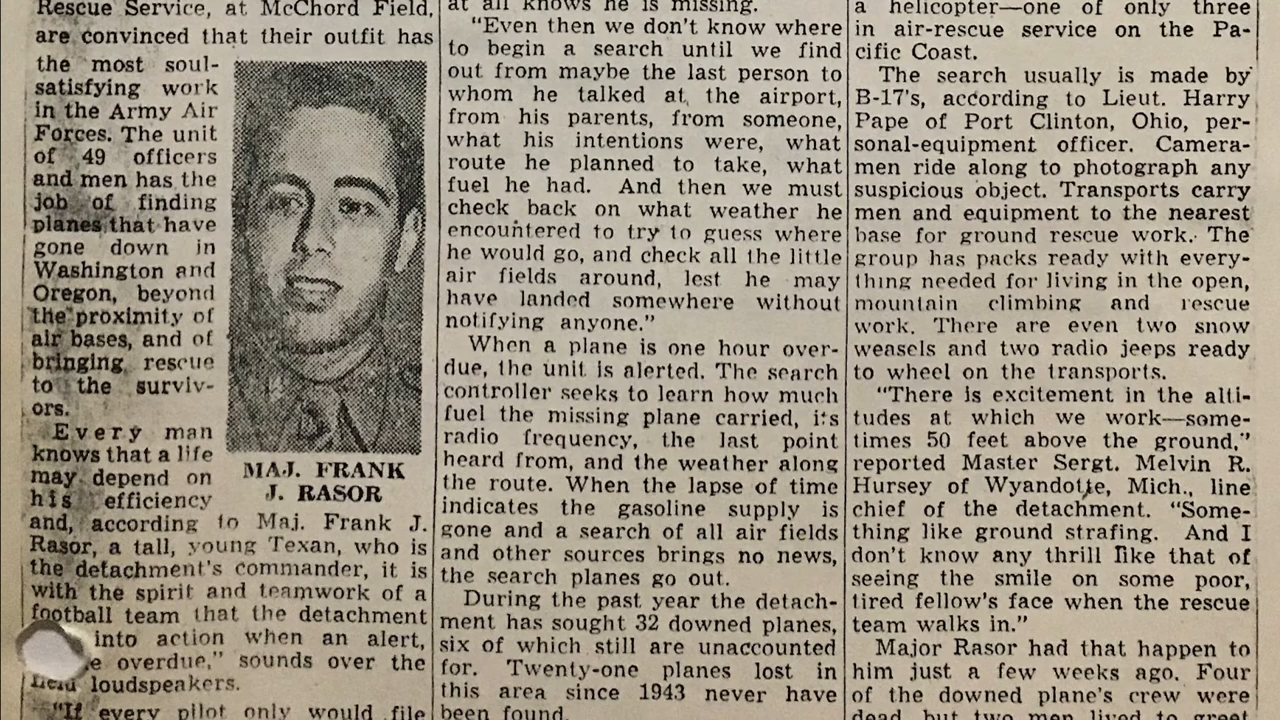 Rescue Service, at McChord Field,
are convinced that their outfit has
the most soul-
satisfying work
in the Army Air
Forces. The unit
of 49 officers
and men has the
job of finding
planes that have
gone down in
Washington and
Oregon, beyond
the proximity of
air bases, and of
bringing rescue
to the surviv-
ors.
Every man
knows that a life
may depend on
his efficiency
and, according to Maj. Frank J.
Rasor, a tall, young Texan, who is
the detachment's commander, it is
with the spirit and teamwork of a
football team that the detachment
into action when an alert,
overdue," sounds over the
field loudspeakers.
"If every pilot only would file
MAJ. FRANK
J. RASOR
at all knows he is missing.
"Even then we don't know where
to begin a search until we find
out from maybe the last person to
whom he talked at the airport,
from his parents, from someone,
what his intentions were, what
route he planned to take, what
fuel he had. And then we must
check back on what weather he
encountered to try to guess where
he would go, and check all the little
air fields around, lest he may
have landed somewhere without
notifying anyone."
When a plane is one hour over-
due, the unit is alerted. The search
controller seeks to learn how much
fuel the missing plane carried, its
radio frequency, the last point
heard from, and the weather along
the route. When the lapse of time
indicates the gasoline supply is
gone and a search of all air fields
and other sources brings no news,
the search planes go out.
During the past year the detach-
ment has sought 32 downed planes,
six of which still are unaccounted
for. Twenty-one planes lost in
this area since 1943 never have
been found.
a helicopter—one of only three
in air-rescue service on the Pa-
cific Coast.
The search usually is made by
B-17's, according to Lieut. Harry
Pape of Port Clinton, Ohio, per-
sonal-equipment officer. Camera-
men ride along to photograph any
suspicious object. Transports carry
men and equipment to the nearest
base for ground rescue work. The
group has packs ready with every-
thing needed for living in the open,
mountain climbing and rescue
work. There are even two snow
weasels and two radio jeeps ready
to wheel on the transports.
"There is excitement in the alti-
tudes at which we work—some-
times 50 feet above the ground,"
reported Master Sergt. Melvin R.
Hursey of Wyandotte, Mich., line
chief of the detachment. "Some-
thing like ground strafing. And I
don't know any thrill like that of
seeing the smile on some poor,
tired fellow's face when the rescue
team walks in."
Major Rasor had that happen to
him just a few weeks ago. Four
of the downed plane's crew were
dead, but two men lived to greet